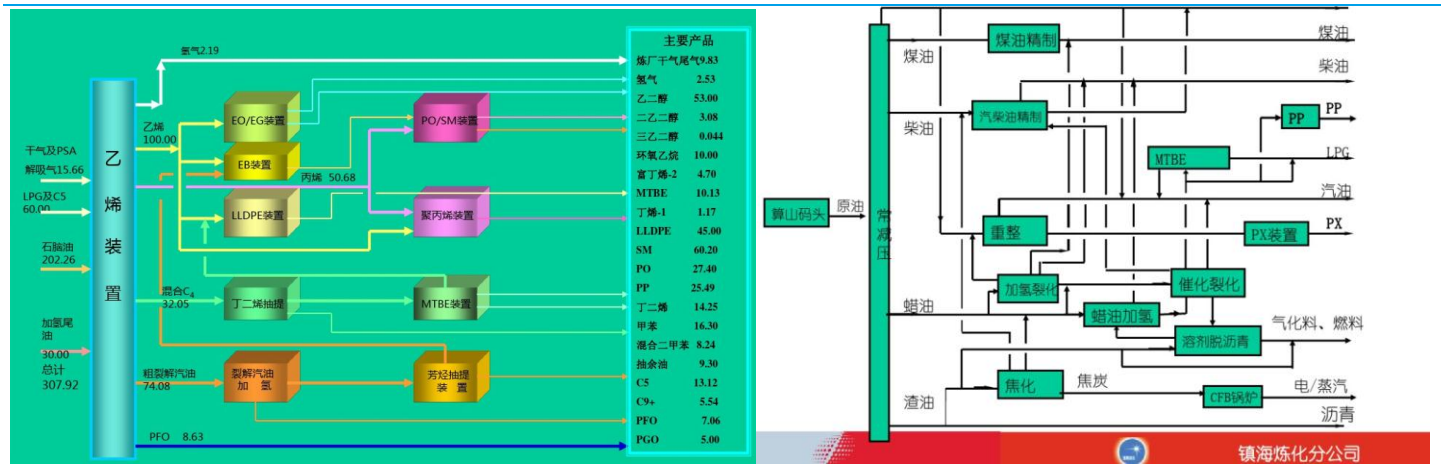 氢气2.19
乙烯
100.00
干气及PSA
解吸气15.66
LPG及C5
60.00
石脑油
202.26
加氢尾
油
30.00
总计
307.92
乙烯装置
混合C4
32.05
粗裂解汽油
74.08
PFO 8.63
丙烯 50.68
EO/EG装置
EB装置
LLDPE装置
丁二烯抽提
裂解汽油
加 氢
PO/SM装置
聚丙烯装置
MTBE装置
芳烃抽提
装 置
主要产品
炼厂干气尾气9.83
氢气 2.53
乙二醇 53.00
二乙二醇 3.08
三乙二醇 0.044
环氧乙烷 10.00
富丁烯-2 4.70
MTBE 10.13
丁烯-1 1.17
LLDPE 45.00
SM 60.20
PO 27.40
PP 25.49
丁二烯 14.25
甲苯 16.30
混合二甲苯 8.24
抽余油 9.30
C5 13.12
C9+ 5.54
PFO 7.06
PGO 5.00
算山码头
原油
常减压
煤油
煤油精制
煤油
柴油
柴油
汽柴油精制
PP
PP
MTBE
LPG
汽油
重整
PX装置
PX
加氢裂化
催化裂化
蜡油
蜡油加氢
溶剂脱沥青
气化料、燃料
焦化
焦炭
CFB锅炉
电/蒸汽
渣油
沥青
镇海炼化分公司